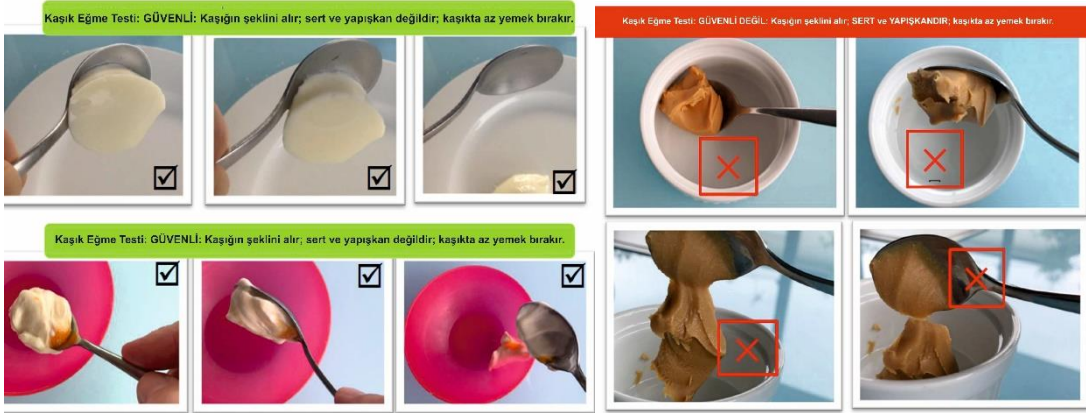 Kaşık Eğme Testi: GÜVENLİ: Kaşığın şeklini alır; sert ve yapışkan değildir; kaşıkta az yemek bırakır.
Kaşık Eğme Testi: GÜVENLİ DEĞİL: Kaşığın şeklini alır; SERT ve YAPIŞKANDIR; kaşıkta az yemek bırakır.
Kaşık Eğme Testi: GÜVENLİ: Kaşığın şeklini alır; sert ve yapışkan değildir; kaşıkta az yemek bırakır.